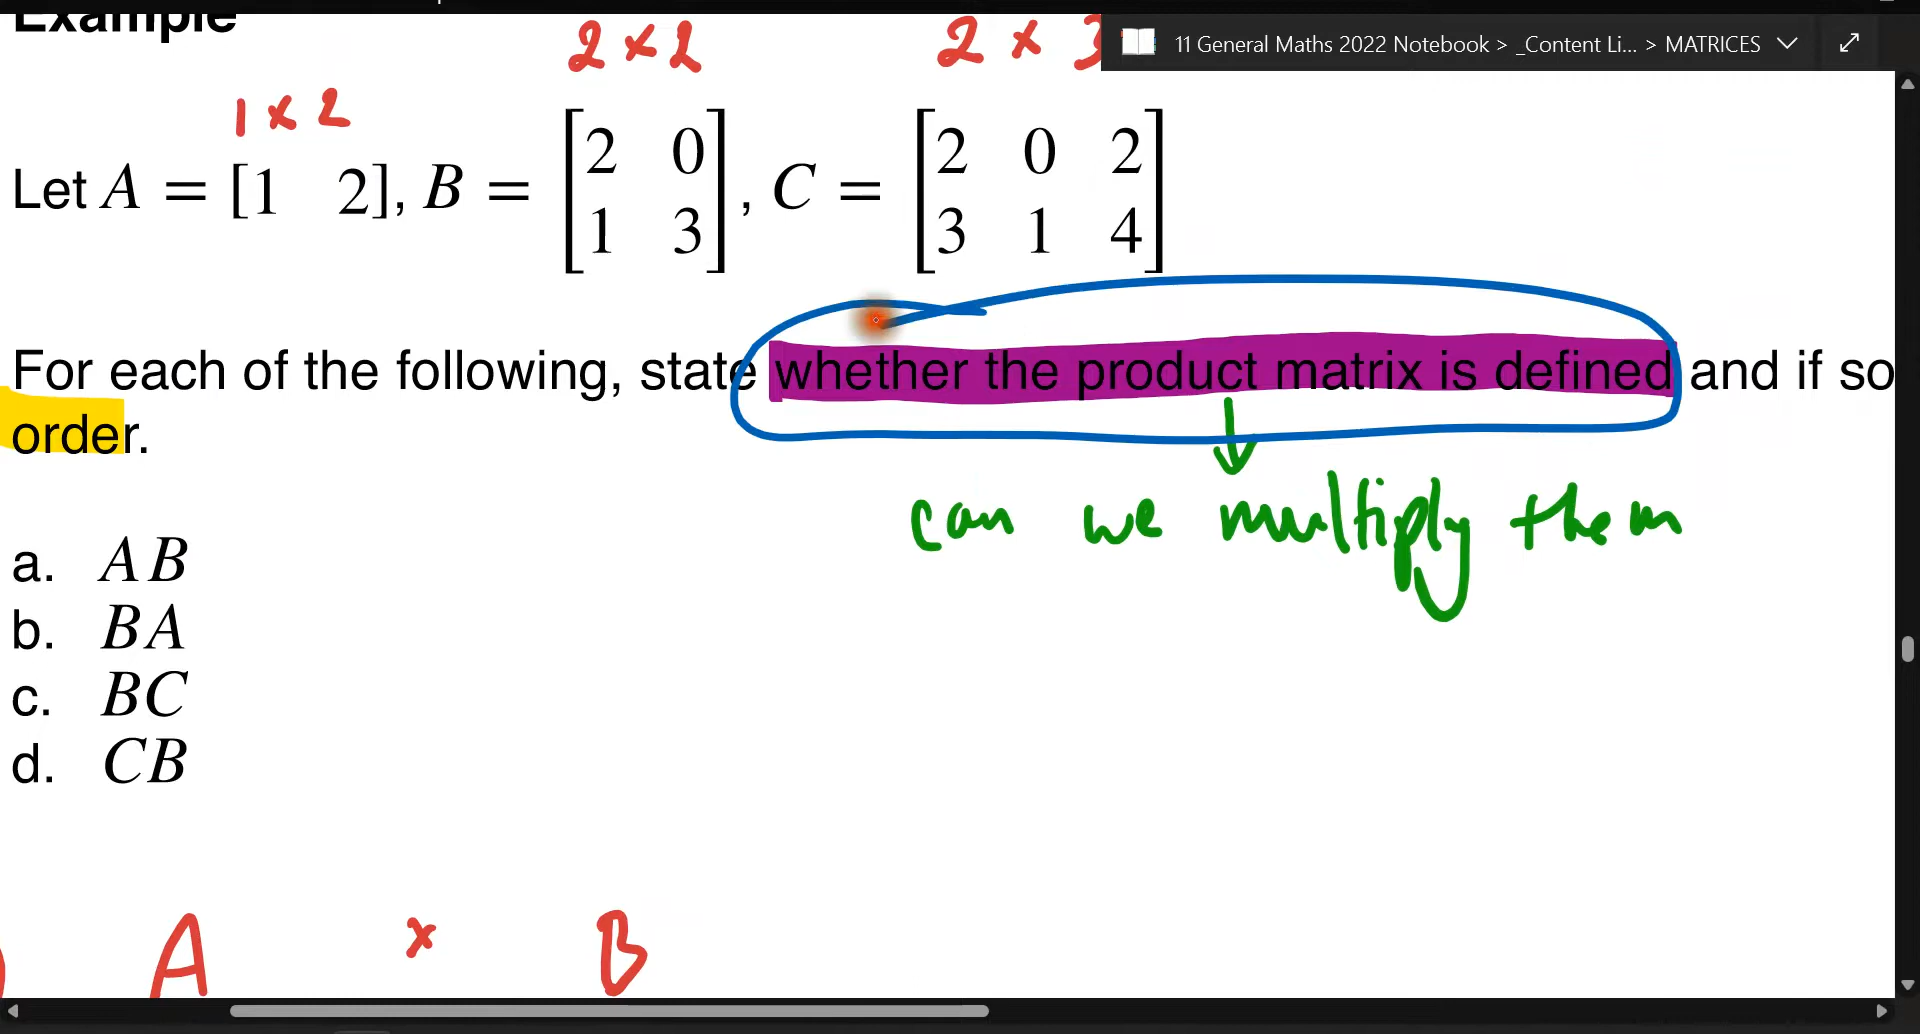 Example
11 General Maths 2022 Notebook > _Content Li... > MATRICES
2 × 2
2 × 3
1 × 2
Let A = [1 2], B = [2 0 1 3], C = [2 0 2 3 1 4]
For each of the following, state whether the product matrix is defined and if so
order.
can we multiply them
a. AB
b. BA
c. BC
d. CB
A × B